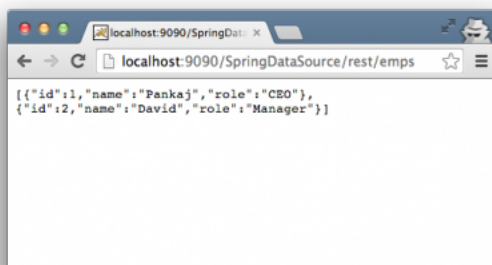 localhost:9090/SpringData
localhost:9090/SpringDataSource/rest/emps
[{"id":1,"name":"Pankaj","role":"CEO"},
{"id":2,"name":"David","role":"Manager"}]